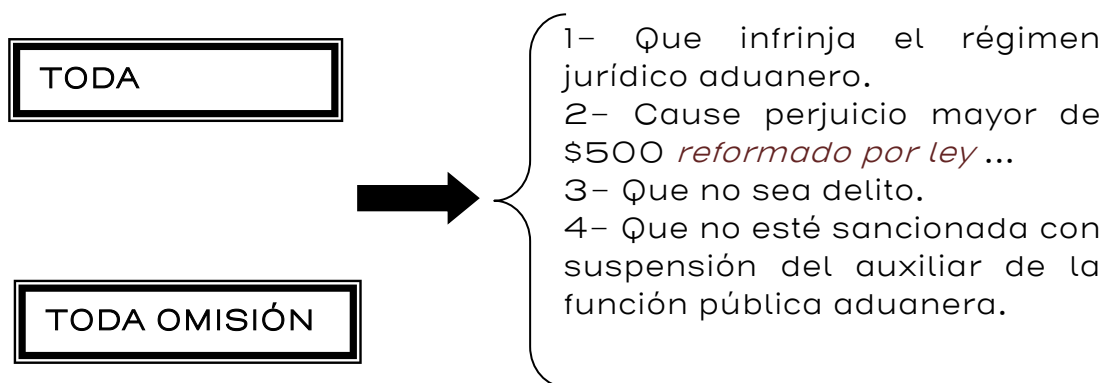 TODA
TODA OMISIÓN
1- Que infrinja el régimen
jurídico aduanero.
2- Cause perjuicio mayor de
$500 reformado por ley ...
3- Que no sea delito.
4- Que no esté sancionada con
suspensión del auxiliar de la
función pública aduanera.